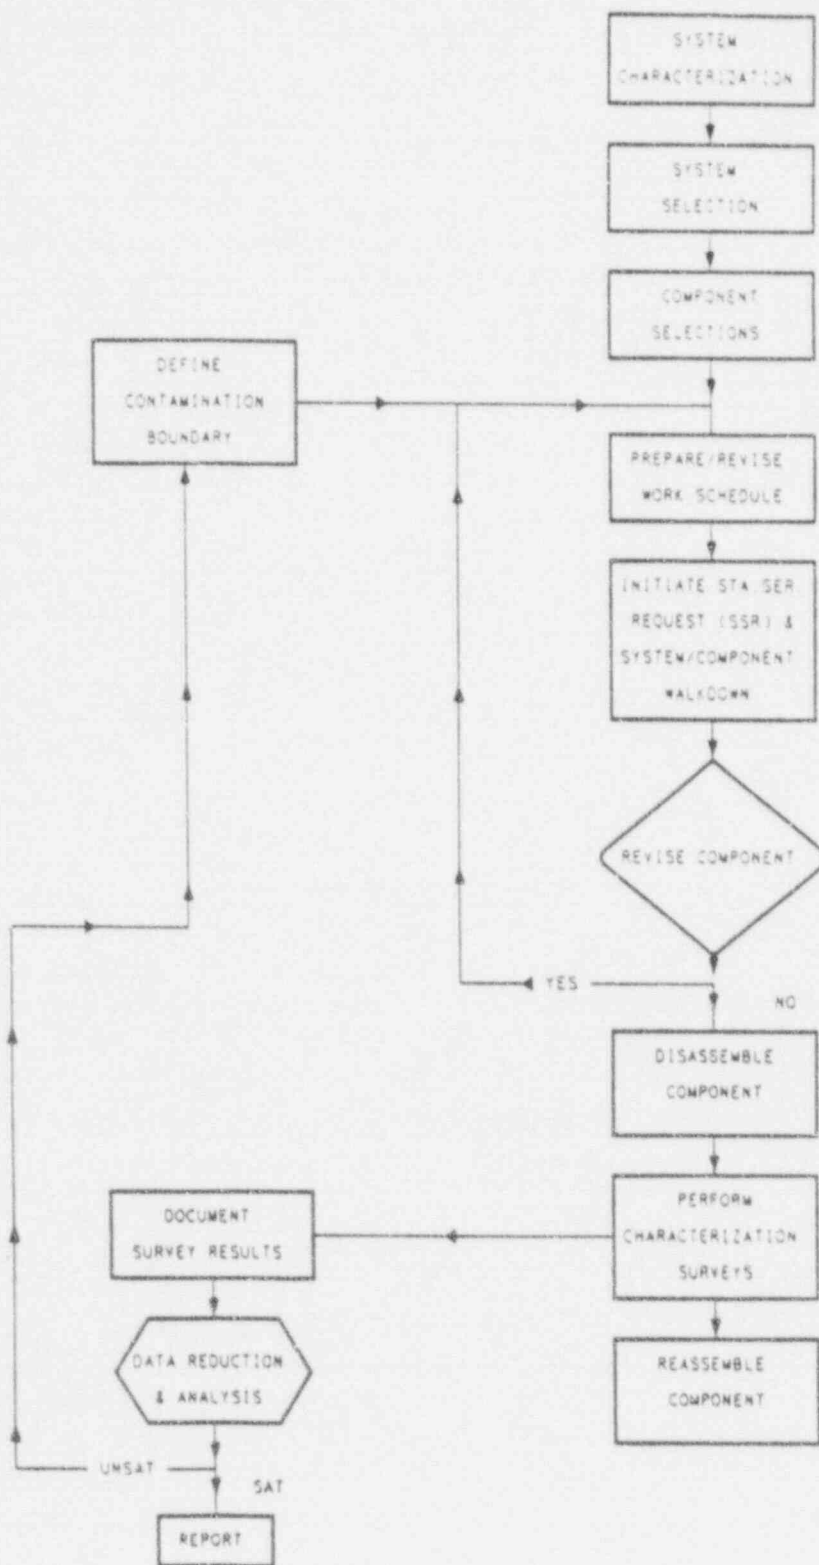 SYSTEM
CHARACTERIZATION
SYSTEM
SELECTION
COMPONENT
SELECTIONS
DEFINE
CONTAMINATION
BOUNDARY
PREPARE/REVISE
WORK SCHEDULE
INITIATE STA.SER.
REQUEST (SSR) &
SYSTEM/COMPONENT
WALKDOWN
REVISE COMPONENT
YES
NO
DISASSEMBLE
COMPONENT
PERFORM
CHARACTERIZATION
SURVEYS
DOCUMENT
SURVEY RESULTS
REASSEMBLE
COMPONENT
DATA REDUCTION
& ANALYSIS
UNSAT
SAT
REPORT